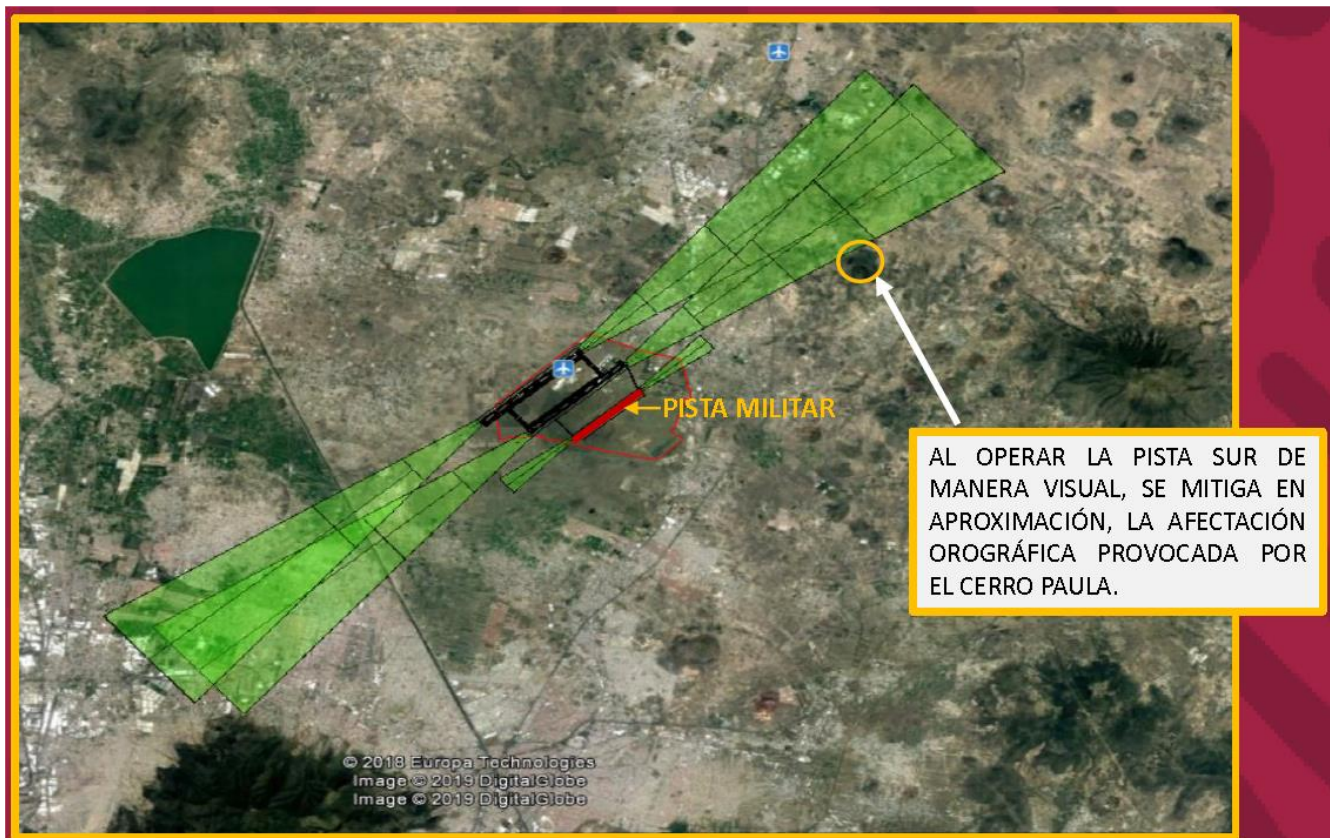 PISTA MILITAR
AL OPERAR LA PISTA SUR DE
MANERA VISUAL, SE MITIGA EN
APROXIMACIÓN, LA AFECTACIÓN
OROGRÁFICA PROVOCADA POR
EL CERRO PAULA.
© 2018 Europa Technologies
Image © 2019 DigitalGlobe
Image © 2019 DigitalGlobe